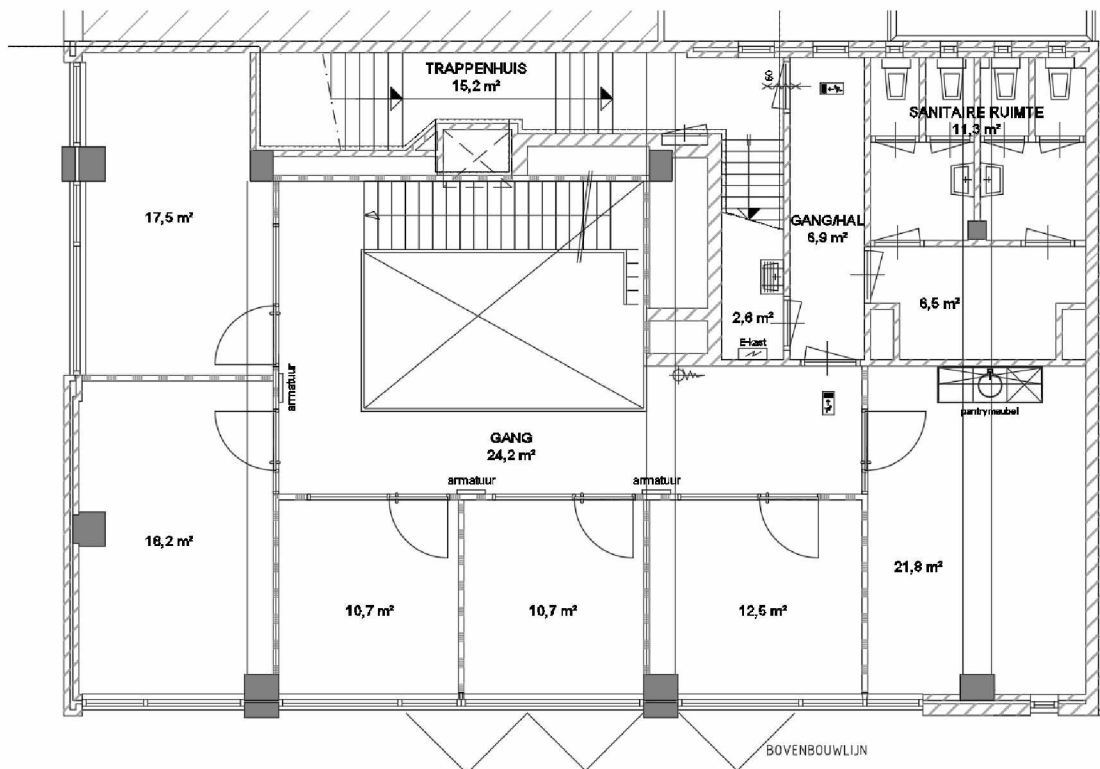 TRAPPENHUIS
15,2 m²
60
SANITAIRE RUIMTE
11,3 m²
17,5 m²
GANG/HAL
6,9 m²
6,5 m²
2,6 m²
E-kast
armatuur
pantrymeubel
GANG
24,2 m²
armatuur
armatuur
16,2 m²
21,8 m²
10,7 m²
10,7 m²
12,5 m²
BOVENBOUWLIJN